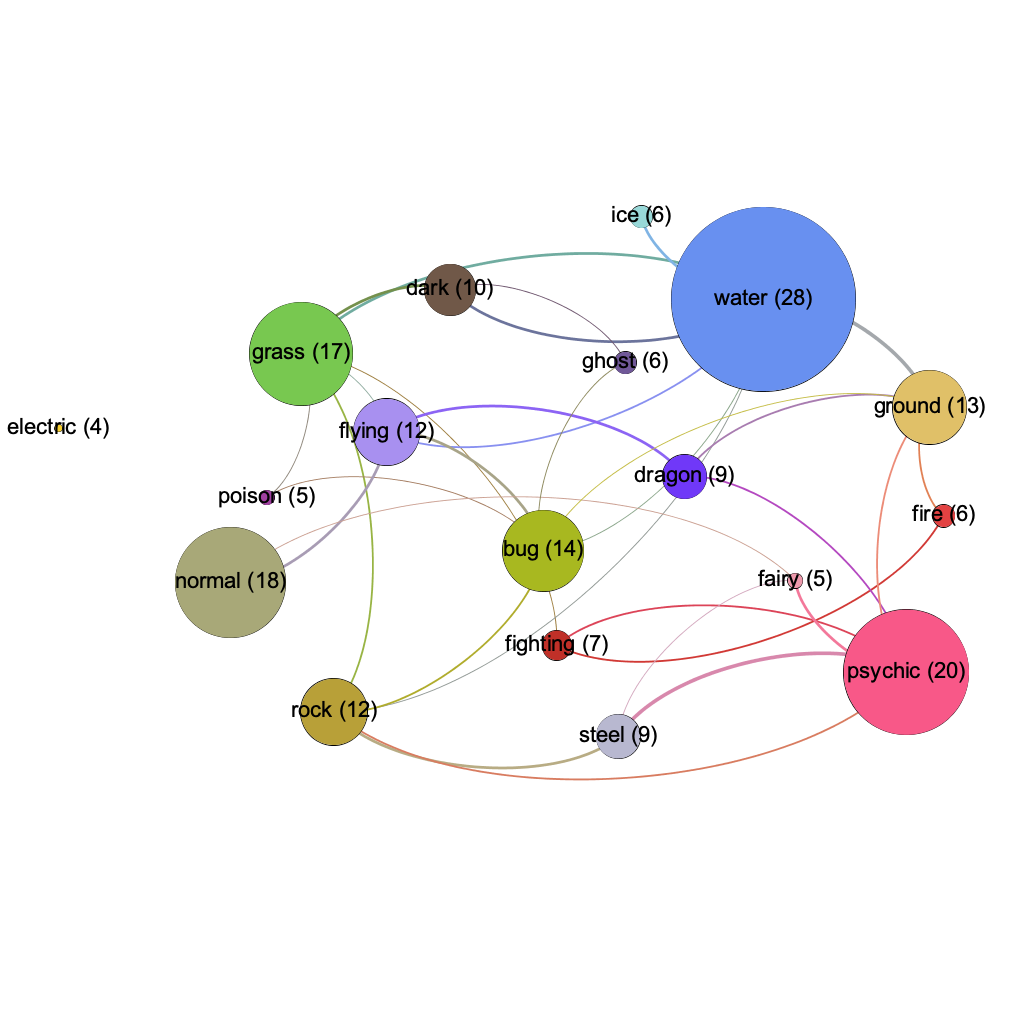 ice (6)
dark (10)
water (28)
grass (17)
ghost (6)
ground (13)
electric (4)
flying (12)
dragon (9)
poison (5)
fire (6)
bug (14)
normal (18)
fairy (5)
fighting (7)
psychic (20)
rock (12)
steel (9)